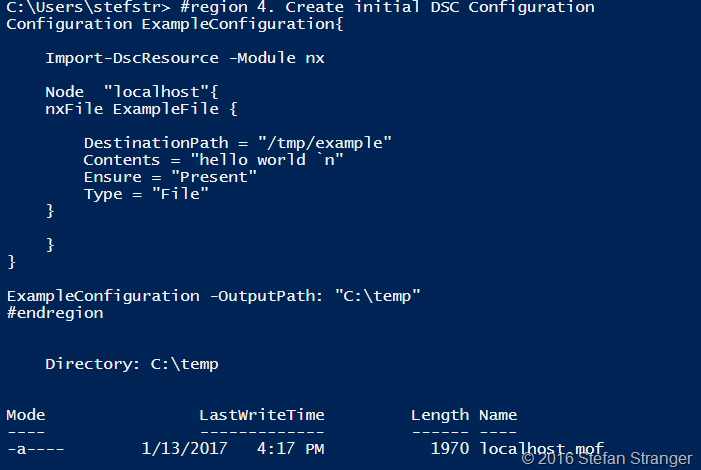 C:\Users\stefstr> #region 4. Create initial DSC Configuration
Configuration ExampleConfiguration{
Import-DscResource -Module nx
Node  "localhost"{
nxFile ExampleFile {
DestinationPath = "/tmp/example"
Contents = "hello world `n"
Ensure = "Present"
Type = "File"
}
}
}
ExampleConfiguration -OutputPath: "C:\temp"
#endregion
Directory: C:\temp
Mode                LastWriteTime         Length Name
----                -------------         ------ ----
-a----        1/13/2017   4:17 PM           1970 localhost.mof
© 2016 Stefan Stranger